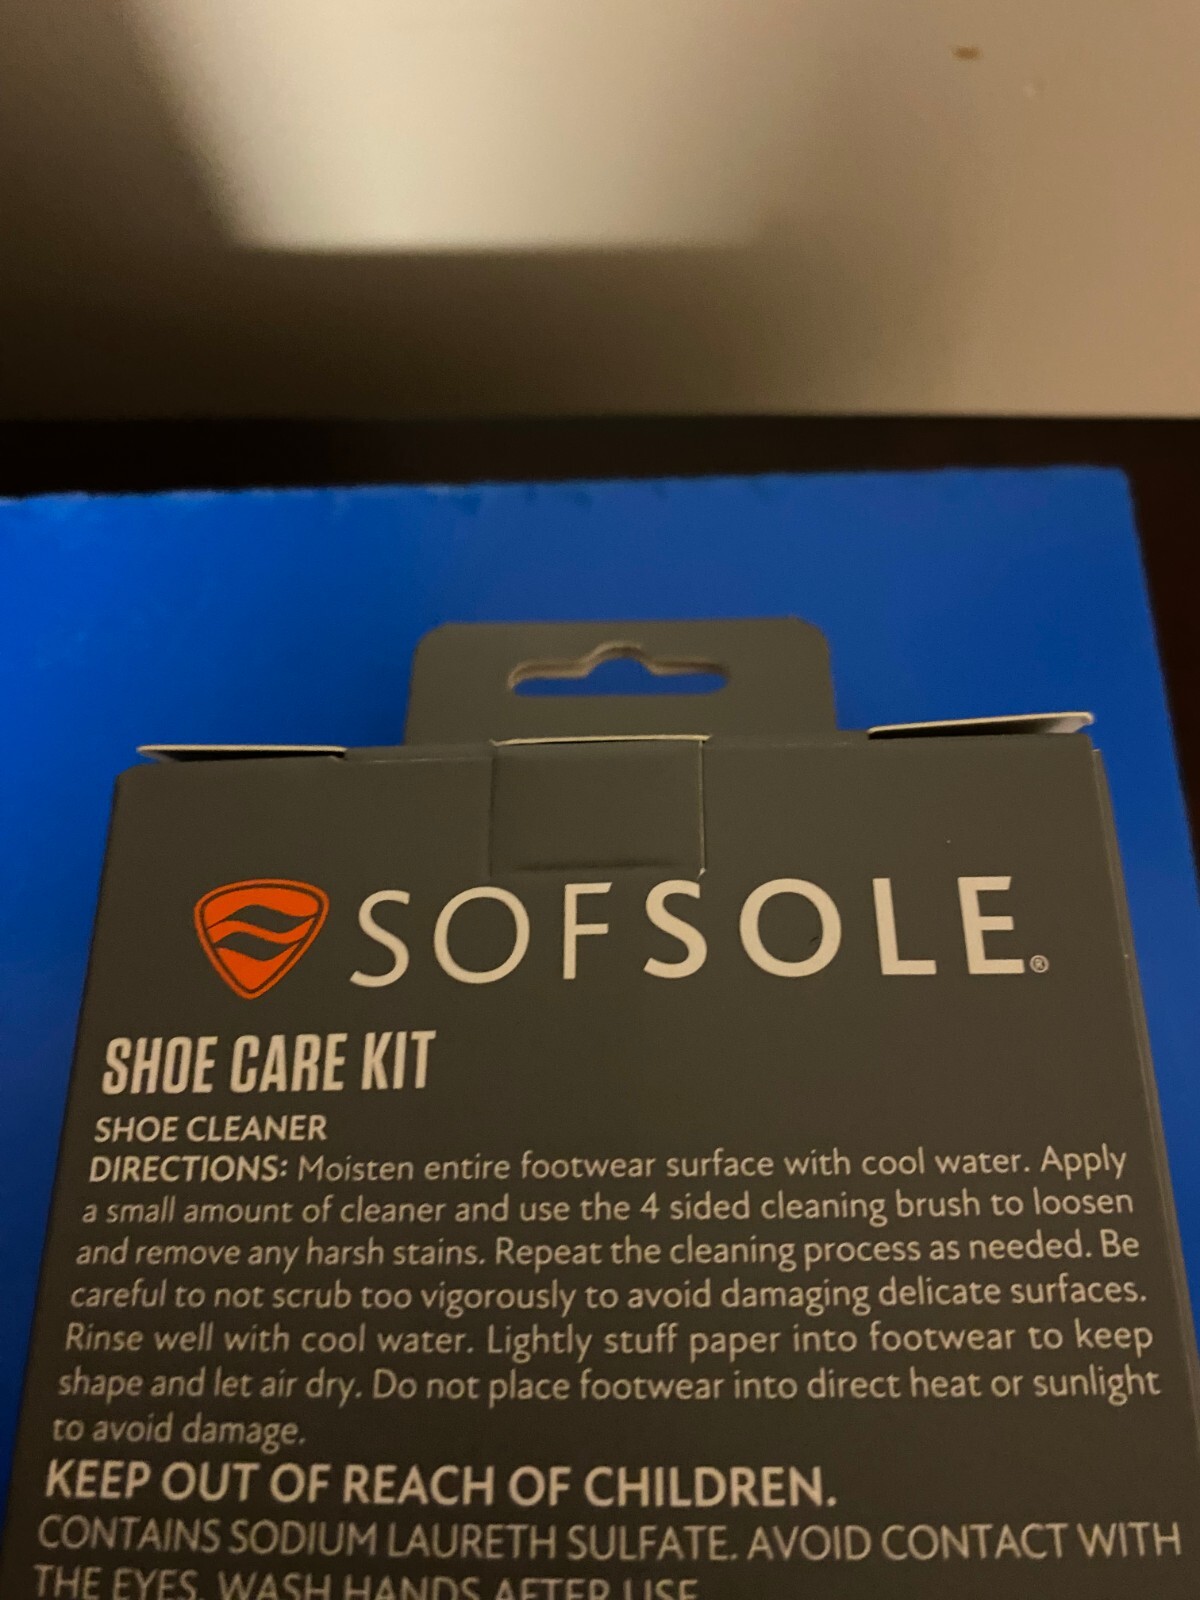 SOFSOLE®
SHOE CARE KIT
SHOE CLEANER
DIRECTIONS: Moisten entire footwear surface with cool water. Apply
a small amount of cleaner and use the 4 sided cleaning brush to loosen
and remove any harsh stains. Repeat the cleaning process as needed. Be
careful to not scrub too vigorously to avoid damaging delicate surfaces.
Rinse well with cool water. Lightly stuff paper into footwear to keep
shape and let air dry. Do not place footwear into direct heat or sunlight
to avoid damage.
KEEP OUT OF REACH OF CHILDREN.
CONTAINS SODIUM LAURETH SULFATE. AVOID CONTACT WITH
THE EYES. WASH HANDS AFTER USE